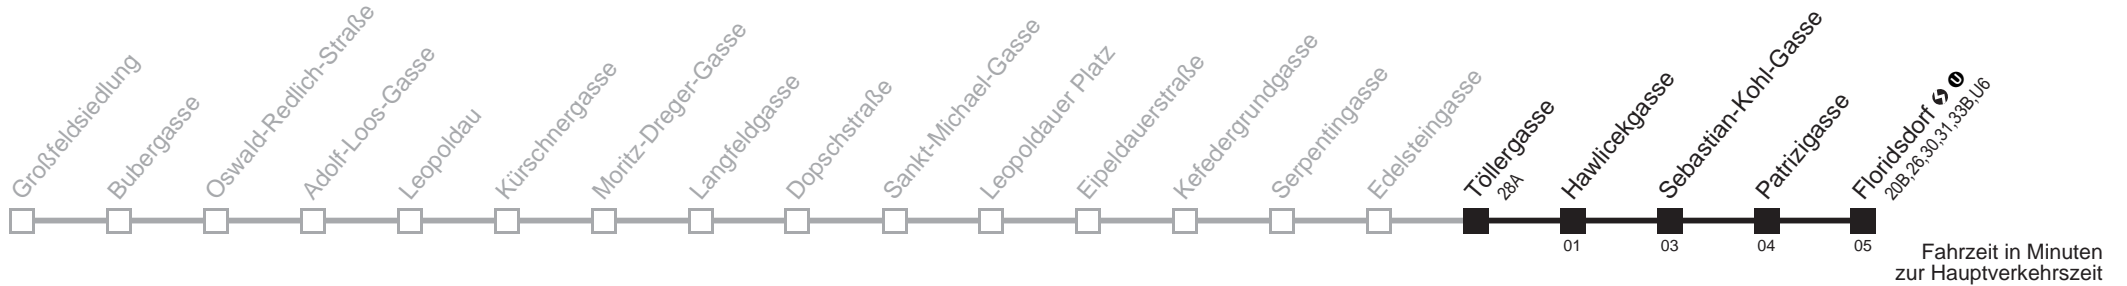 Großfeldsiedlung
Bubergasse
Oswald-Redlich-Straße
Adolf-Loos-Gasse
Leopoldau
Kürschnergasse
Moritz-Dreger-Gasse
Langfeldgasse
Dopschstraße
Sankt-Michael-Gasse
Leopoldauer Platz
Eipeldauerstraße
Kefedergrundgasse
Serpentingasse
Edelsteingasse
Töllergasse
28A
Hawlicekgasse
Sebastian-Kohl-Gasse
Patrizigasse
Floridsdorf S U
20B,26,30,31,33B,U6
01
03
04
05
Fahrzeit in Minuten
zur Hauptverkehrszeit